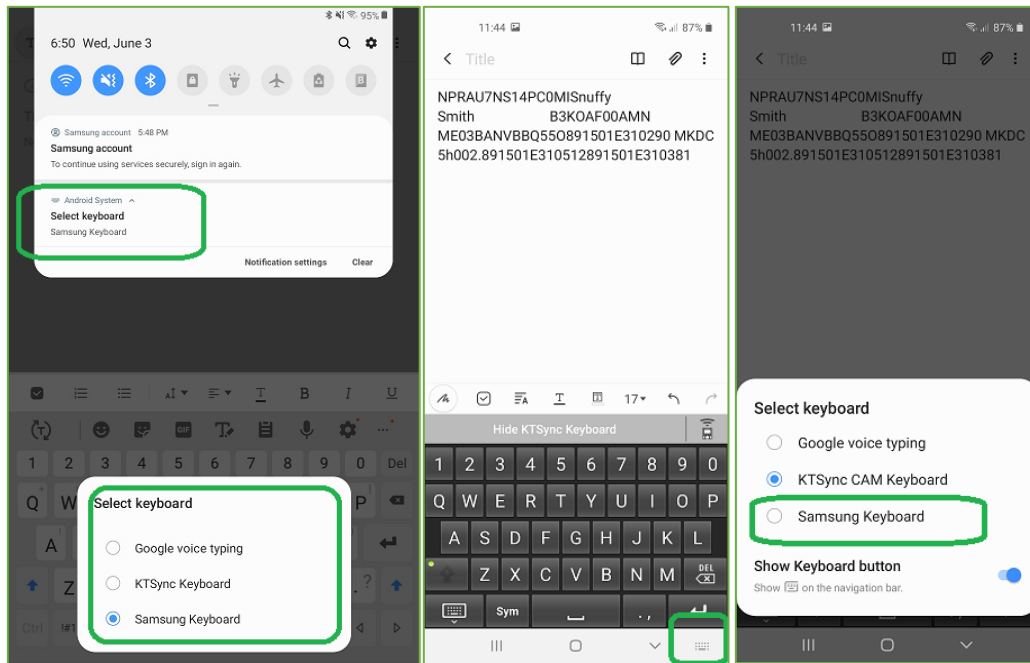 95%
6:50 Wed, June 3
Samsung account 5:48 PM
Samsung account
To continue using services securely, sign in again.
Android System
Select keyboard
Samsung Keyboard
Notification settings Clear
T B I U
GIF
1 2 3 4 5 6 7 8 9 0 Del
Q W P
A
Z ?
Ctrl !#1
Select keyboard
Google voice typing
KTSync Keyboard
Samsung Keyboard
11:44 87%
Title
NPRAU7NS14PC0MISnuffy
Smith B3KOAF00AMN
ME03BANVBBQ55O891501E310290 MKDC
5h002.891501E310512891501E310381
17
Hide KTSync Keyboard
1 2 3 4 5 6 7 8 9 0
Q W E R T Y U I O P
A S D F G H J K L
Z X C V B N M DEL
Sym .,
11:44 87%
Title
NPRAU7NS14PC0MISnuffy
Smith B3KOAF00AMN
ME03BANVBBQ55O891501E310290 MKDC
5h002.891501E310512891501E310381
Select keyboard
Google voice typing
KTSync CAM Keyboard
Samsung Keyboard
Show Keyboard button
Show on the navigation bar.